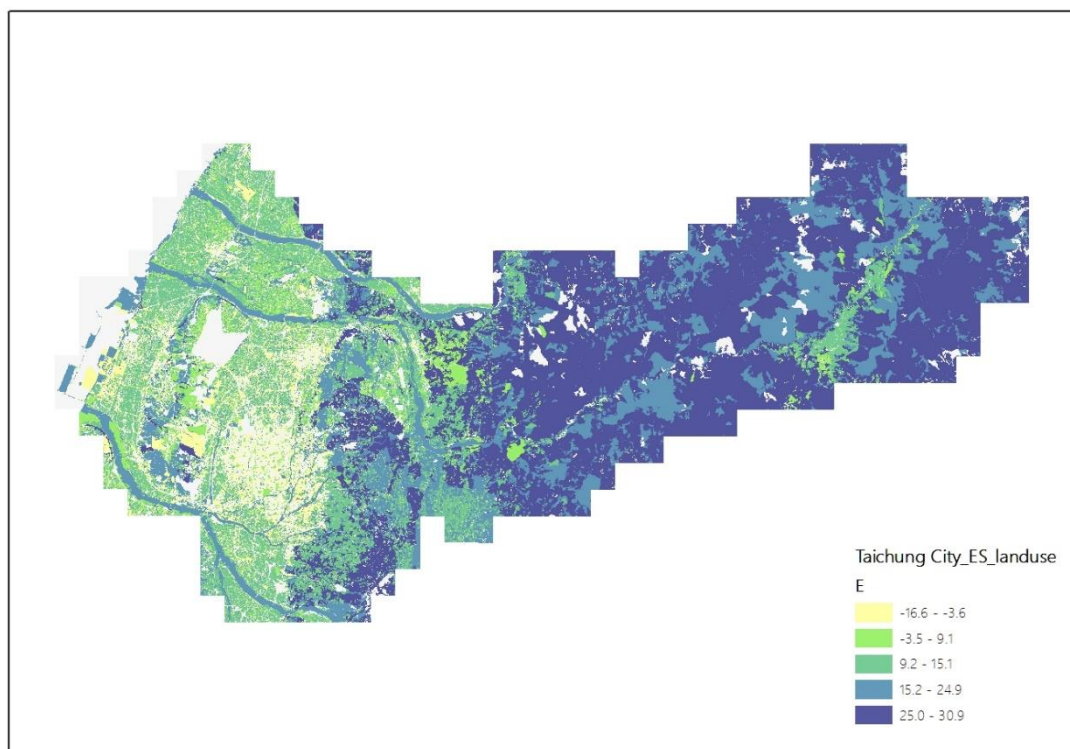 Taichung City_ES_landuse
E
-16.6 - -3.6
-3.5 - 9.1
9.2 - 15.1
15.2 - 24.9
25.0 - 30.9